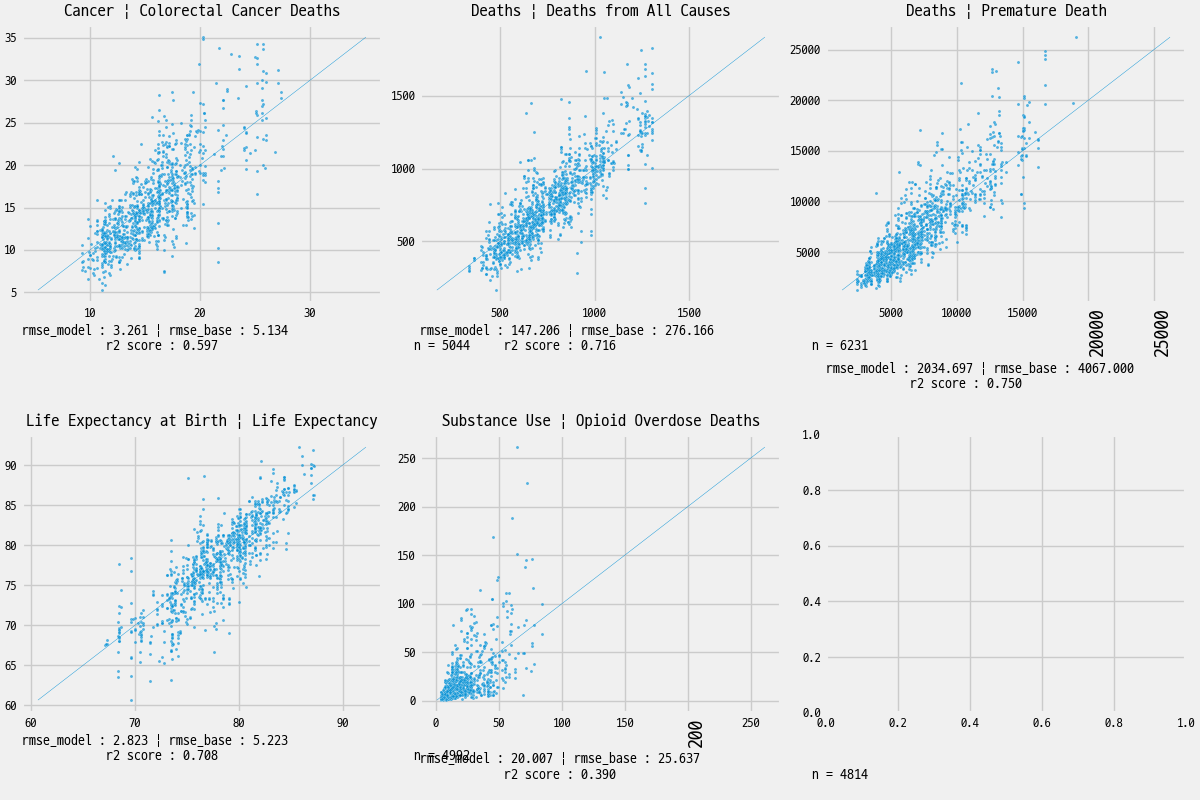 Cancer ¦ Colorectal Cancer Deaths
35
30
25
20
15
10
5
10 20 30
rmse_model : 3.261 ¦ rmse_base : 5.134
r2 score : 0.597
Deaths ¦ Deaths from All Causes
1500
1000
500
500 1000 1500
rmse_model : 147.206 ¦ rmse_base : 276.166
n = 5044 r2 score : 0.716
Deaths ¦ Premature Death
25000
20000
15000
10000
5000
5000 10000 15000 20000 25000
n = 6231
rmse_model : 2034.697 ¦ rmse_base : 4067.000
r2 score : 0.750
Life Expectancy at Birth ¦ Life Expectancy
90
85
80
75
70
65
60
60 70 80 90
rmse_model : 2.823 ¦ rmse_base : 5.223
r2 score : 0.708
Substance Use ¦ Opioid Overdose Deaths
250
200
150
100
50
0
0 50 100 150 200 250
n = 4992
rmse_model : 20.007 ¦ rmse_base : 25.637
r2 score : 0.390
1.0
0.8
0.6
0.4
0.2
0.0
0.0 0.2 0.4 0.6 0.8 1.0
n = 4814